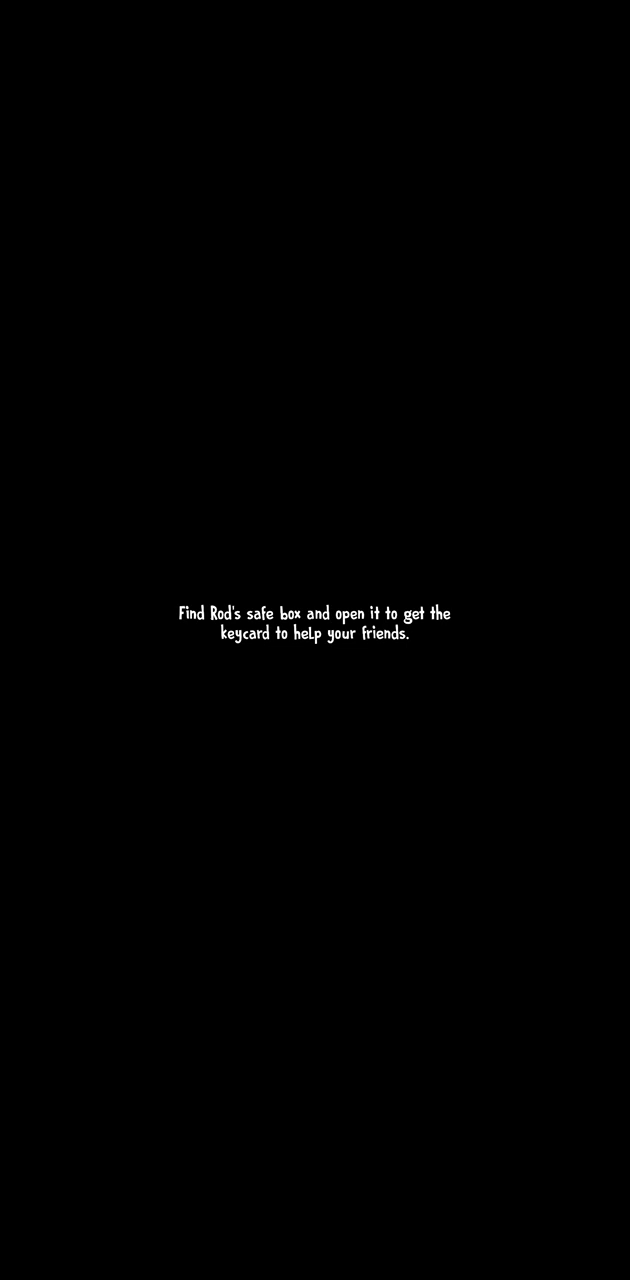 Find Rod's safe box and open it to get the
keycard to help your friends.